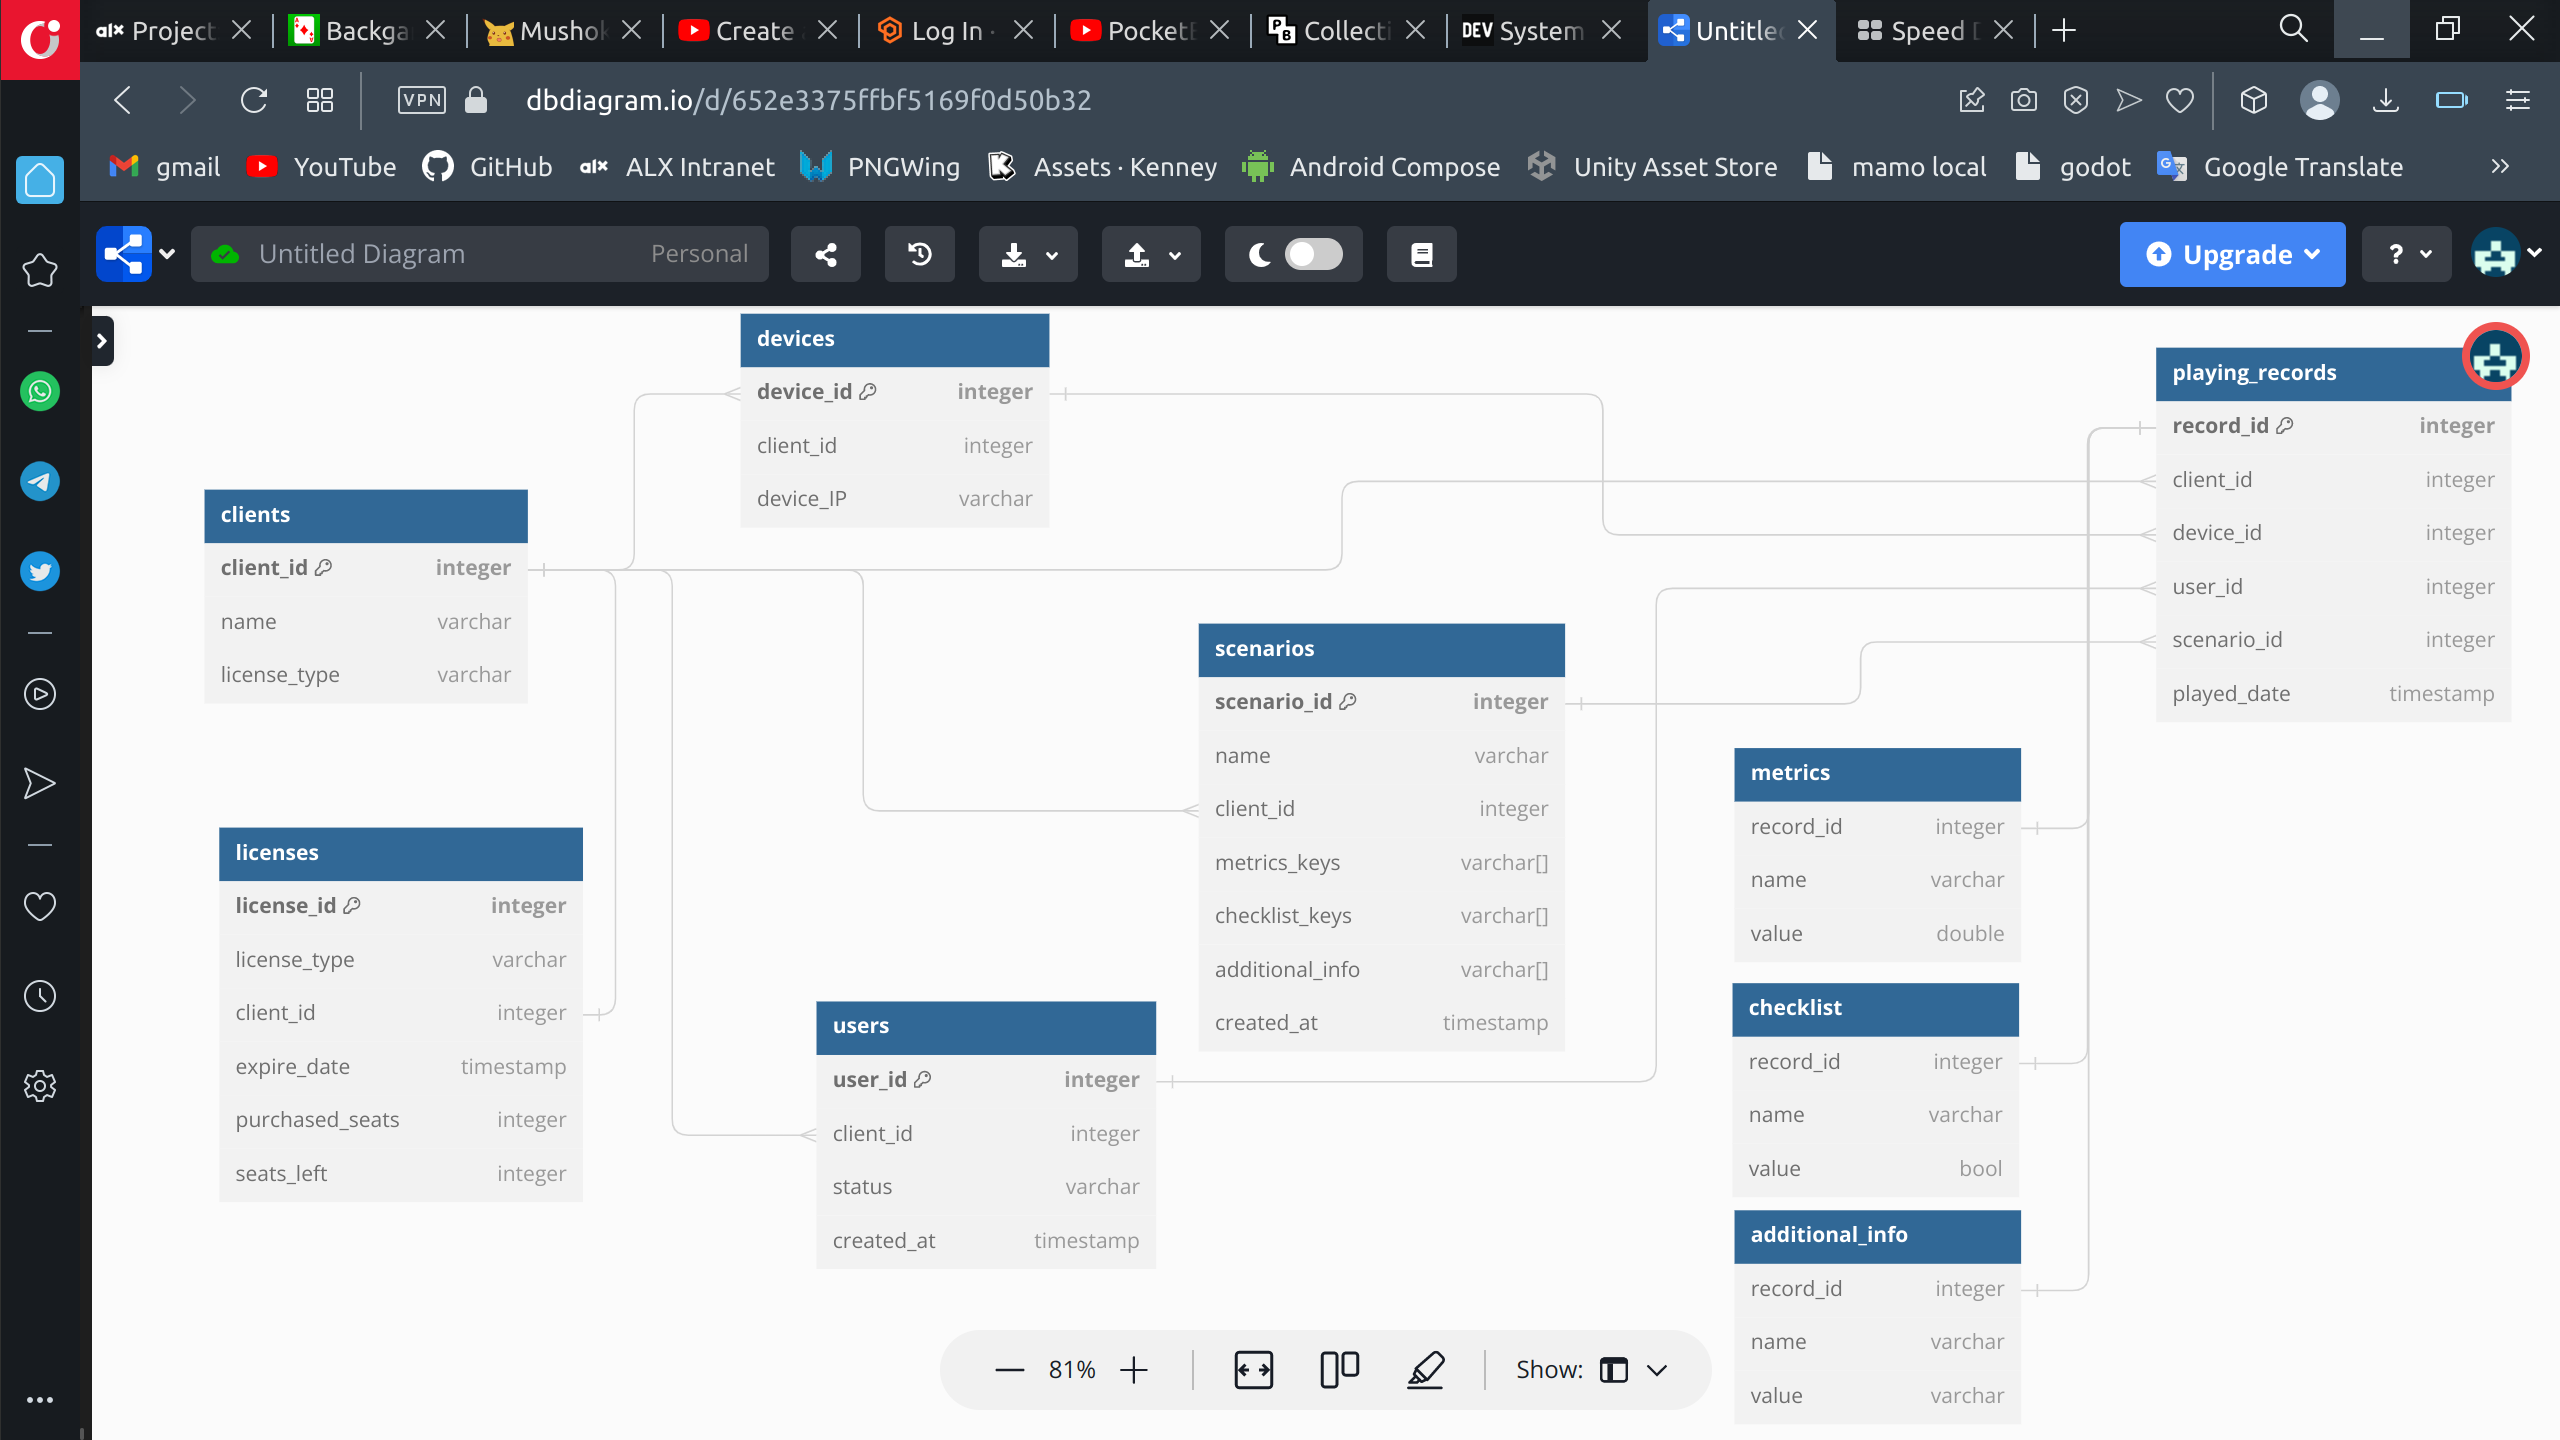 alx Project
Backga
Mushok
Create
Log In ·
PocketB
Collecti
DEV System
Untitled
Speed D
VPN
dbdiagram.io/d/652e3375ffbf5169f0d50b32
gmail
YouTube
GitHub
alx ALX Intranet
PNGWing
Assets · Kenney
Android Compose
Unity Asset Store
mamo local
godot
Google Translate
Untitled Diagram Personal
Upgrade
?
devices
device_id integer
client_id integer
device_IP varchar
playing_records
record_id integer
client_id integer
device_id integer
user_id integer
scenario_id integer
played_date timestamp
clients
client_id integer
name varchar
license_type varchar
scenarios
scenario_id integer
name varchar
client_id integer
metrics_keys varchar[]
checklist_keys varchar[]
additional_info varchar[]
created_at timestamp
metrics
record_id integer
name varchar
value double
licenses
license_id integer
license_type varchar
client_id integer
expire_date timestamp
purchased_seats integer
seats_left integer
users
user_id integer
client_id integer
status varchar
created_at timestamp
checklist
record_id integer
name varchar
value bool
additional_info
record_id integer
name varchar
value varchar
81%
Show: